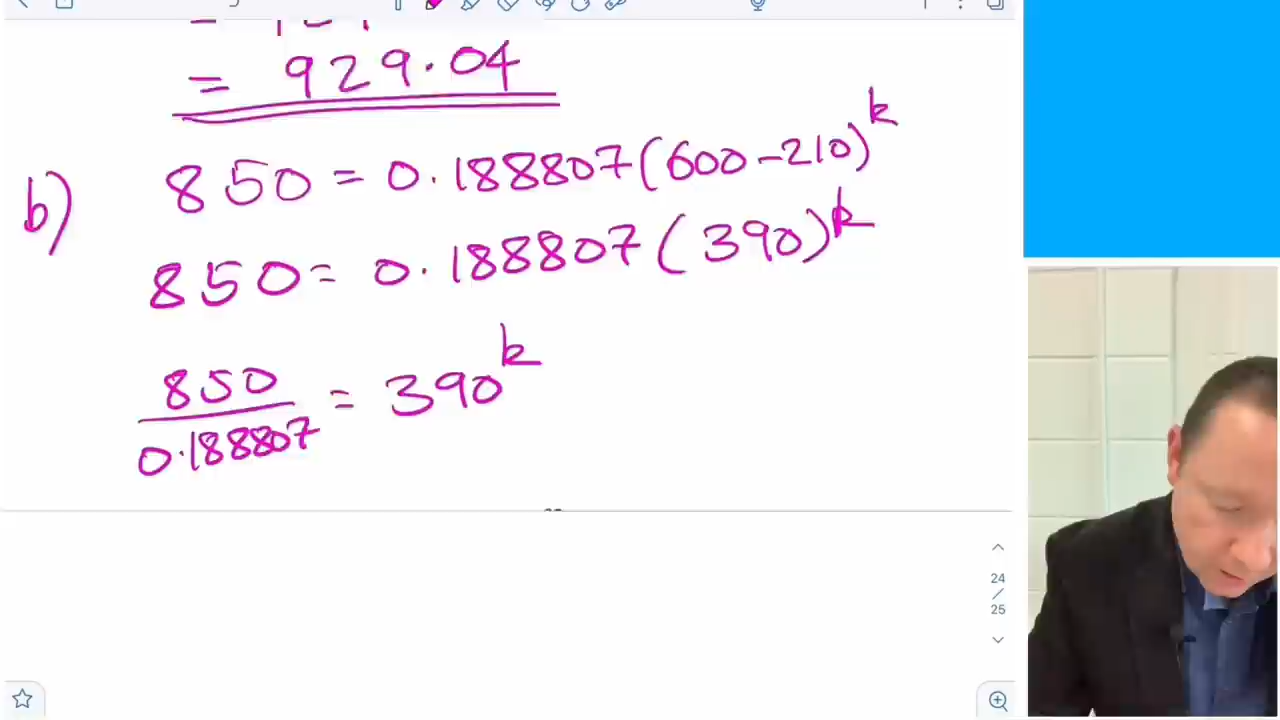 = 929.04
b) 850 = 0.188807(600-210)^k
850 = 0.188807(390)^k
850/0.188807 = 390^k
24
/
25